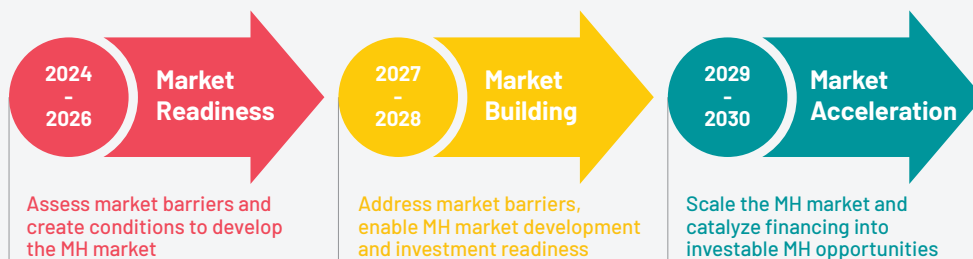 2024
-
2026
Market
Readiness
Assess market barriers and
create conditions to develop
the MH market
2027
-
2028
Market
Building
Address market barriers,
enable MH market development
and investment readiness
2029
-
2030
Market
Acceleration
Scale the MH market and
catalyze financing into
investable MH opportunities